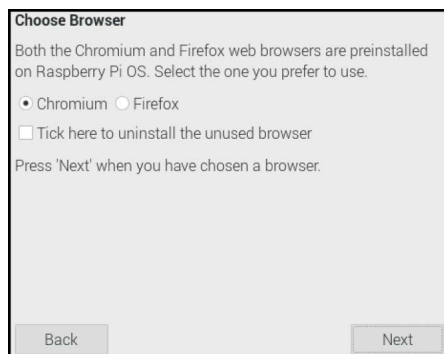 Choose Browser
Both the Chromium and Firefox web browsers are preinstalled
on Raspberry Pi OS. Select the one you prefer to use.
Chromium Firefox
Tick here to uninstall the unused browser
Press 'Next' when you have chosen a browser.
Back Next